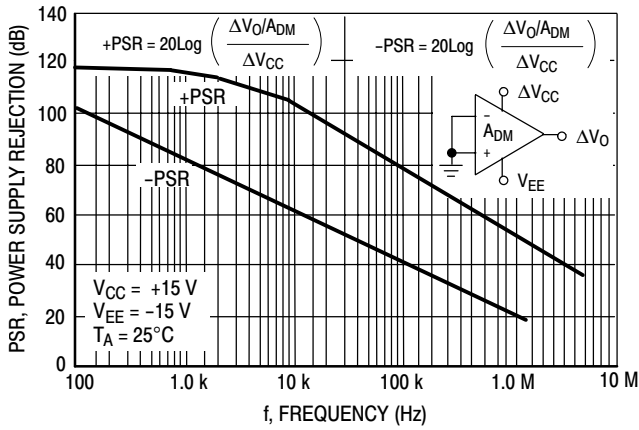 PSR, POWER SUPPLY REJECTION (dB)
140
120
100
80
60
40
20
0
+PSR = 20Log ( ΔVO/ADM / ΔVCC )
−PSR = 20Log ( ΔVO/ADM / ΔVCC )
+PSR
−PSR
ΔVCC
−
ADM
+
ΔVO
VEE
VCC = +15 V
VEE = −15 V
TA = 25°C
100
1.0 k
10 k
100 k
1.0 M
10 M
f, FREQUENCY (Hz)